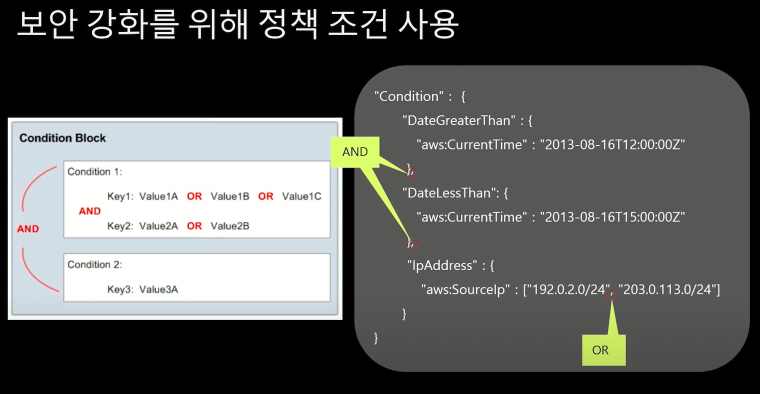 보안 강화를 위해 정책 조건 사용
Condition Block
Condition 1:
Key1: Value1A OR Value1B OR Value1C
AND
Key2: Value2A OR Value2B
AND
Condition 2:
Key3: Value3A
"Condition" : {
"DateGreaterThan" : {
"aws:CurrentTime" : "2013-08-16T12:00:00Z"
},
AND
"DateLessThan": {
"aws:CurrentTime" : "2013-08-16T15:00:00Z"
},
"IpAddress" : {
"aws:SourceIp" : ["192.0.2.0/24", "203.0.113.0/24"]
}
}
OR